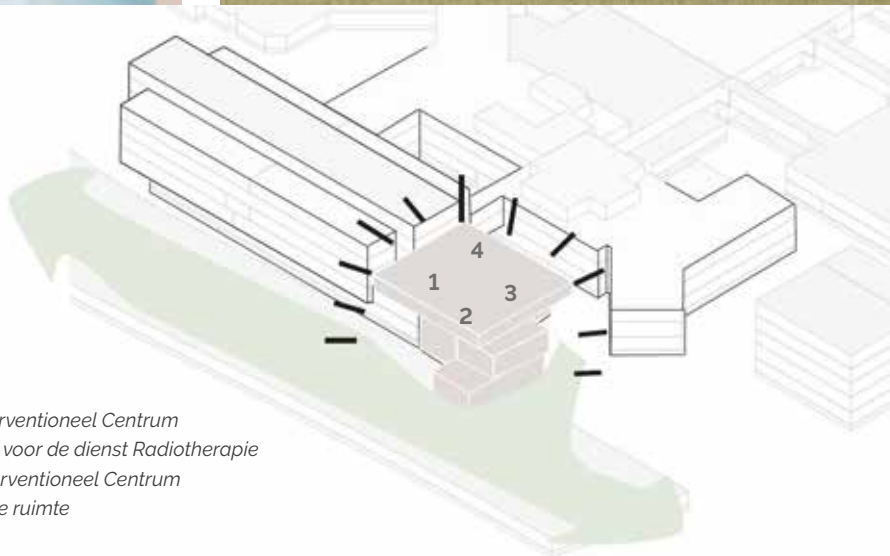 4
1
3
2
rventioneel Centrum
voor de dienst Radiotherapie
rventioneel Centrum
e ruimte